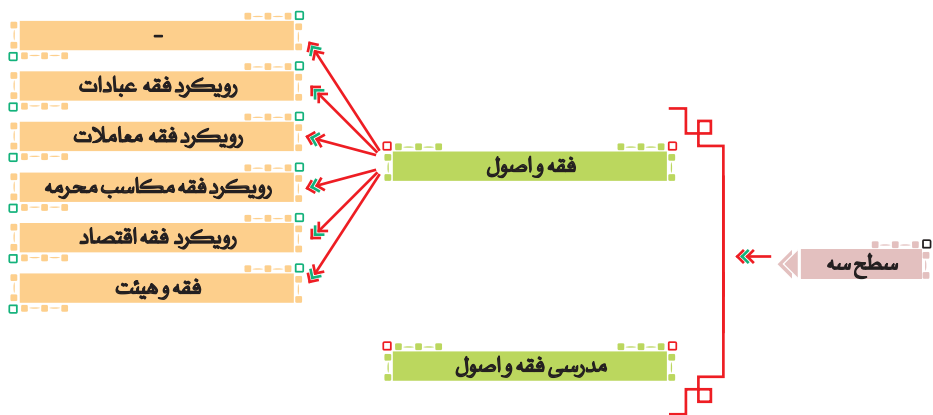 سطح سه
فقه و اصول
-
رویکرد فقه عبادات
رویکرد فقه معاملات
رویکرد فقه مکاسب محرمه
رویکرد فقه اقتصاد
فقه و هیئت
مدرسی فقه و اصول